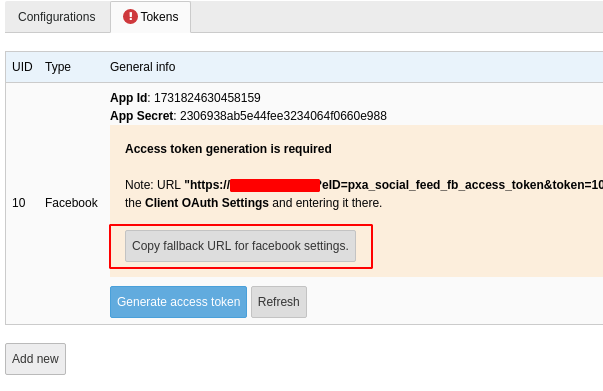 Configurations
Tokens
UID Type General info
App Id: 1731824630458159
App Secret: 2306938ab5e44fee3234064f0660e988
Access token generation is required
Note: URL "https:// ?eID=pxa_social_feed_fb_access_token&token=10
the Client OAuth Settings and entering it there.
10 Facebook
Copy fallback URL for facebook settings.
Generate access token Refresh
Add new